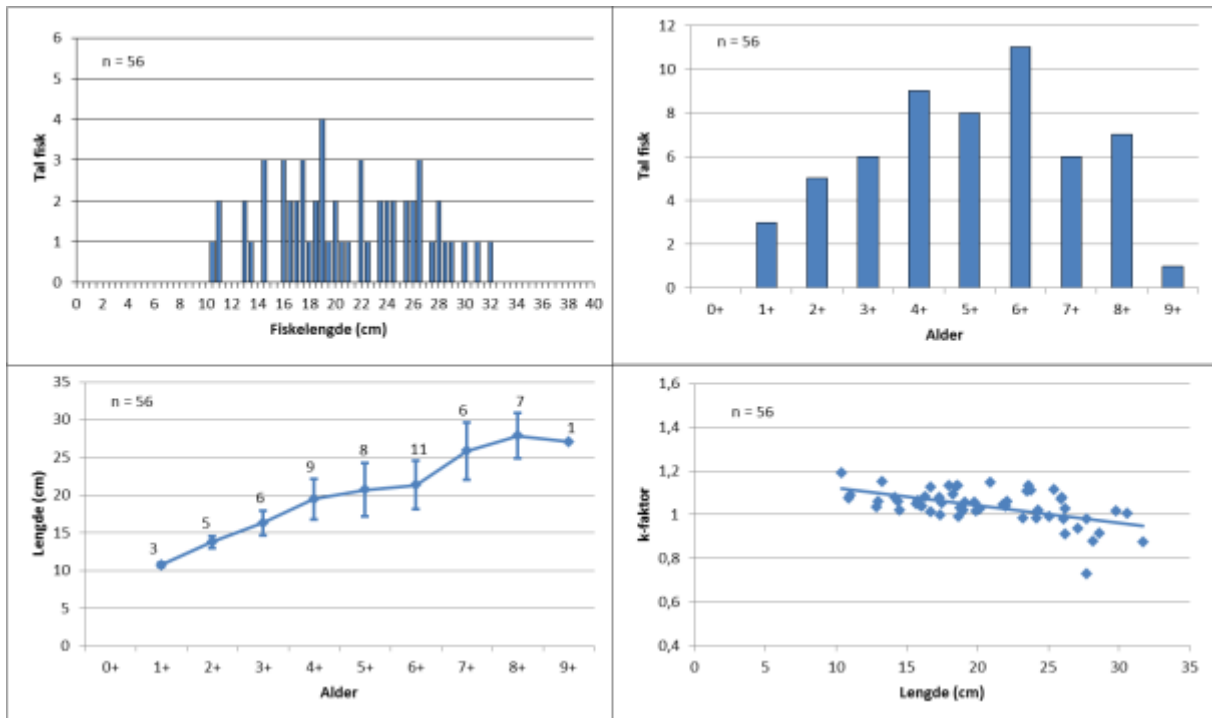 6
n = 56
5
4
3
2
1
0
Tal fisk
0 2 4 6 8 10 12 14 16 18 20 22 24 26 28 30 32 34 36 38 40
Fiskelengde (cm)
12
n = 56
10
8
6
4
2
0
Tal fisk
0+ 1+ 2+ 3+ 4+ 5+ 6+ 7+ 8+ 9+
Alder
35
n = 56
30
25
20
15
10
5
0
Lengde (cm)
3 5 6 9 8 11 6 7 1
0+ 1+ 2+ 3+ 4+ 5+ 6+ 7+ 8+ 9+
Alder
1,6
n = 56
1,4
1,2
1
0,8
0,6
0,4
k-faktor
0 5 10 15 20 25 30 35
Lengde (cm)